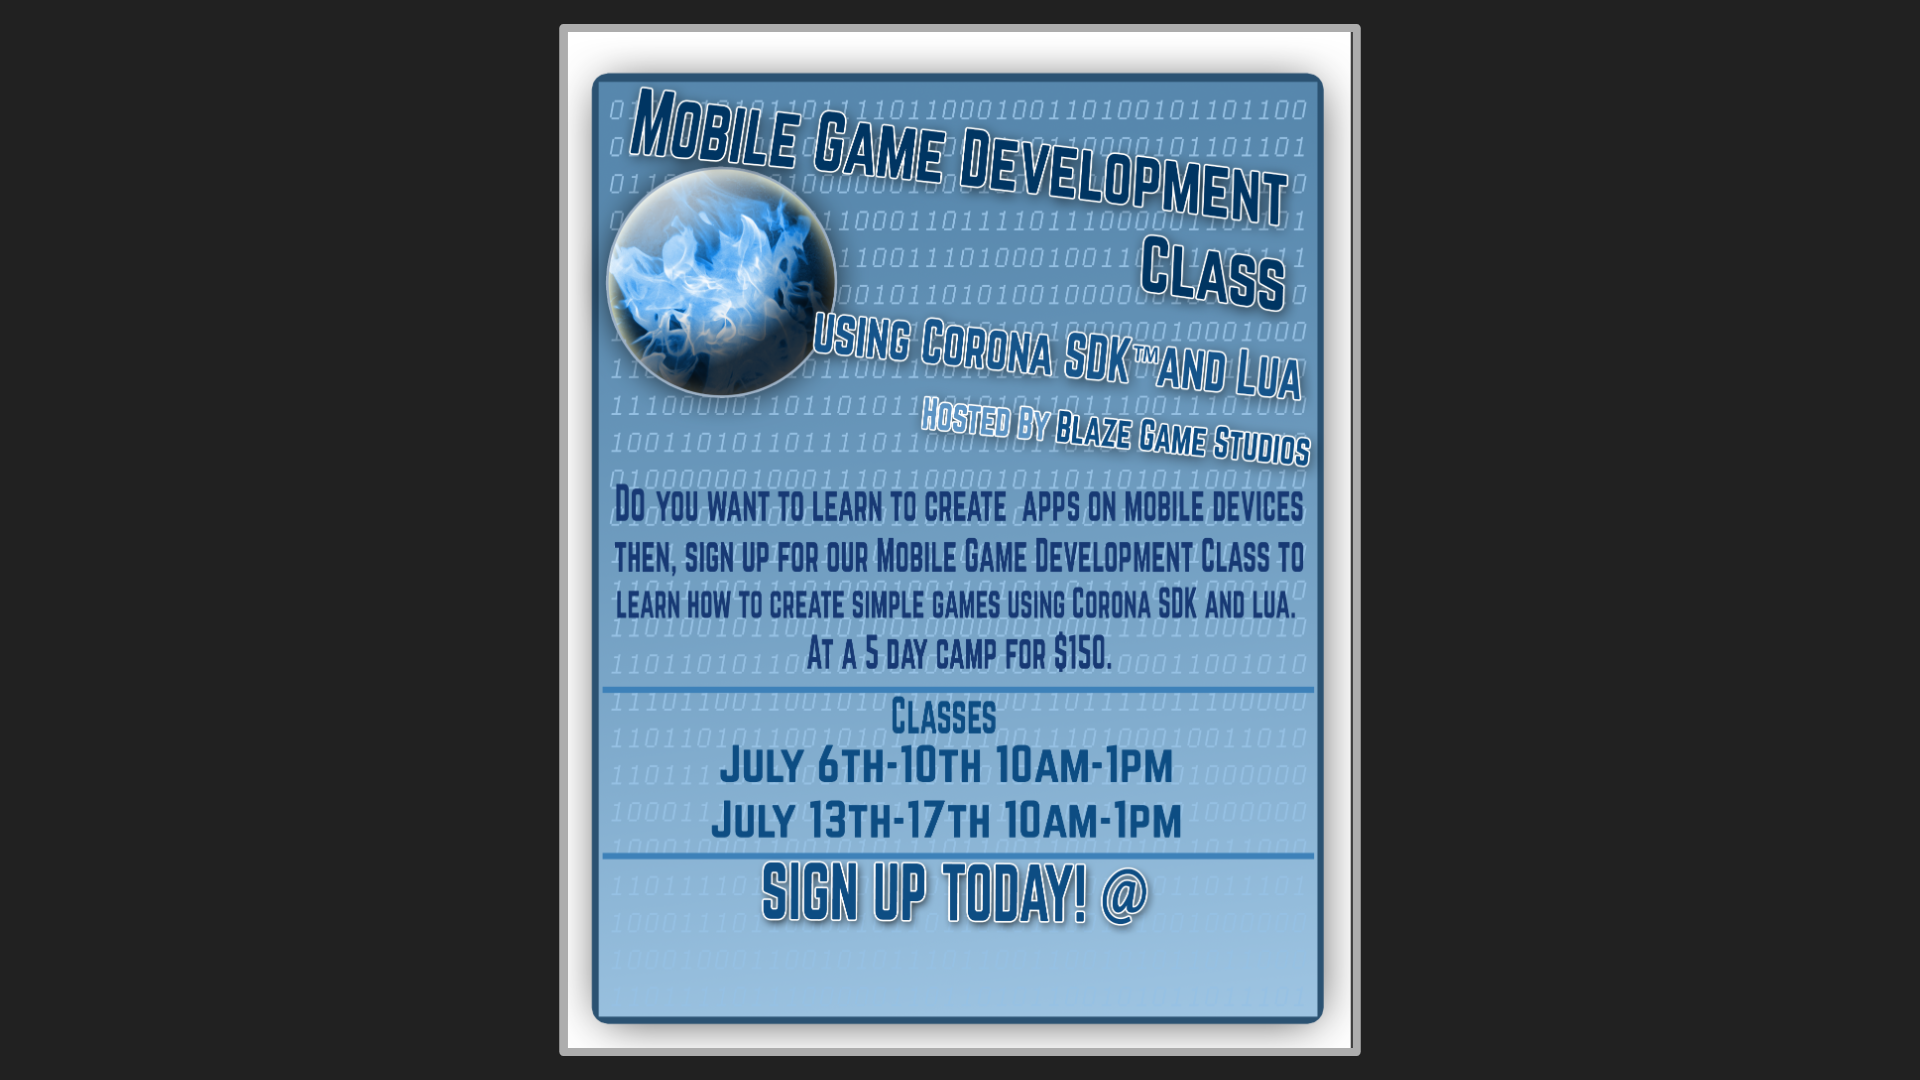 Mobile Game Development
Class
using Corona SDK™ and Lua
Hosted By Blaze Game Studios
Do you want to learn to create apps on mobile devices
then, sign up for our Mobile Game Development Class to
learn how to create simple games using Corona SDK and lua.
At a 5 day camp for $150.
Classes
July 6th-10th 10am-1pm
July 13th-17th 10am-1pm
SIGN UP TODAY! @